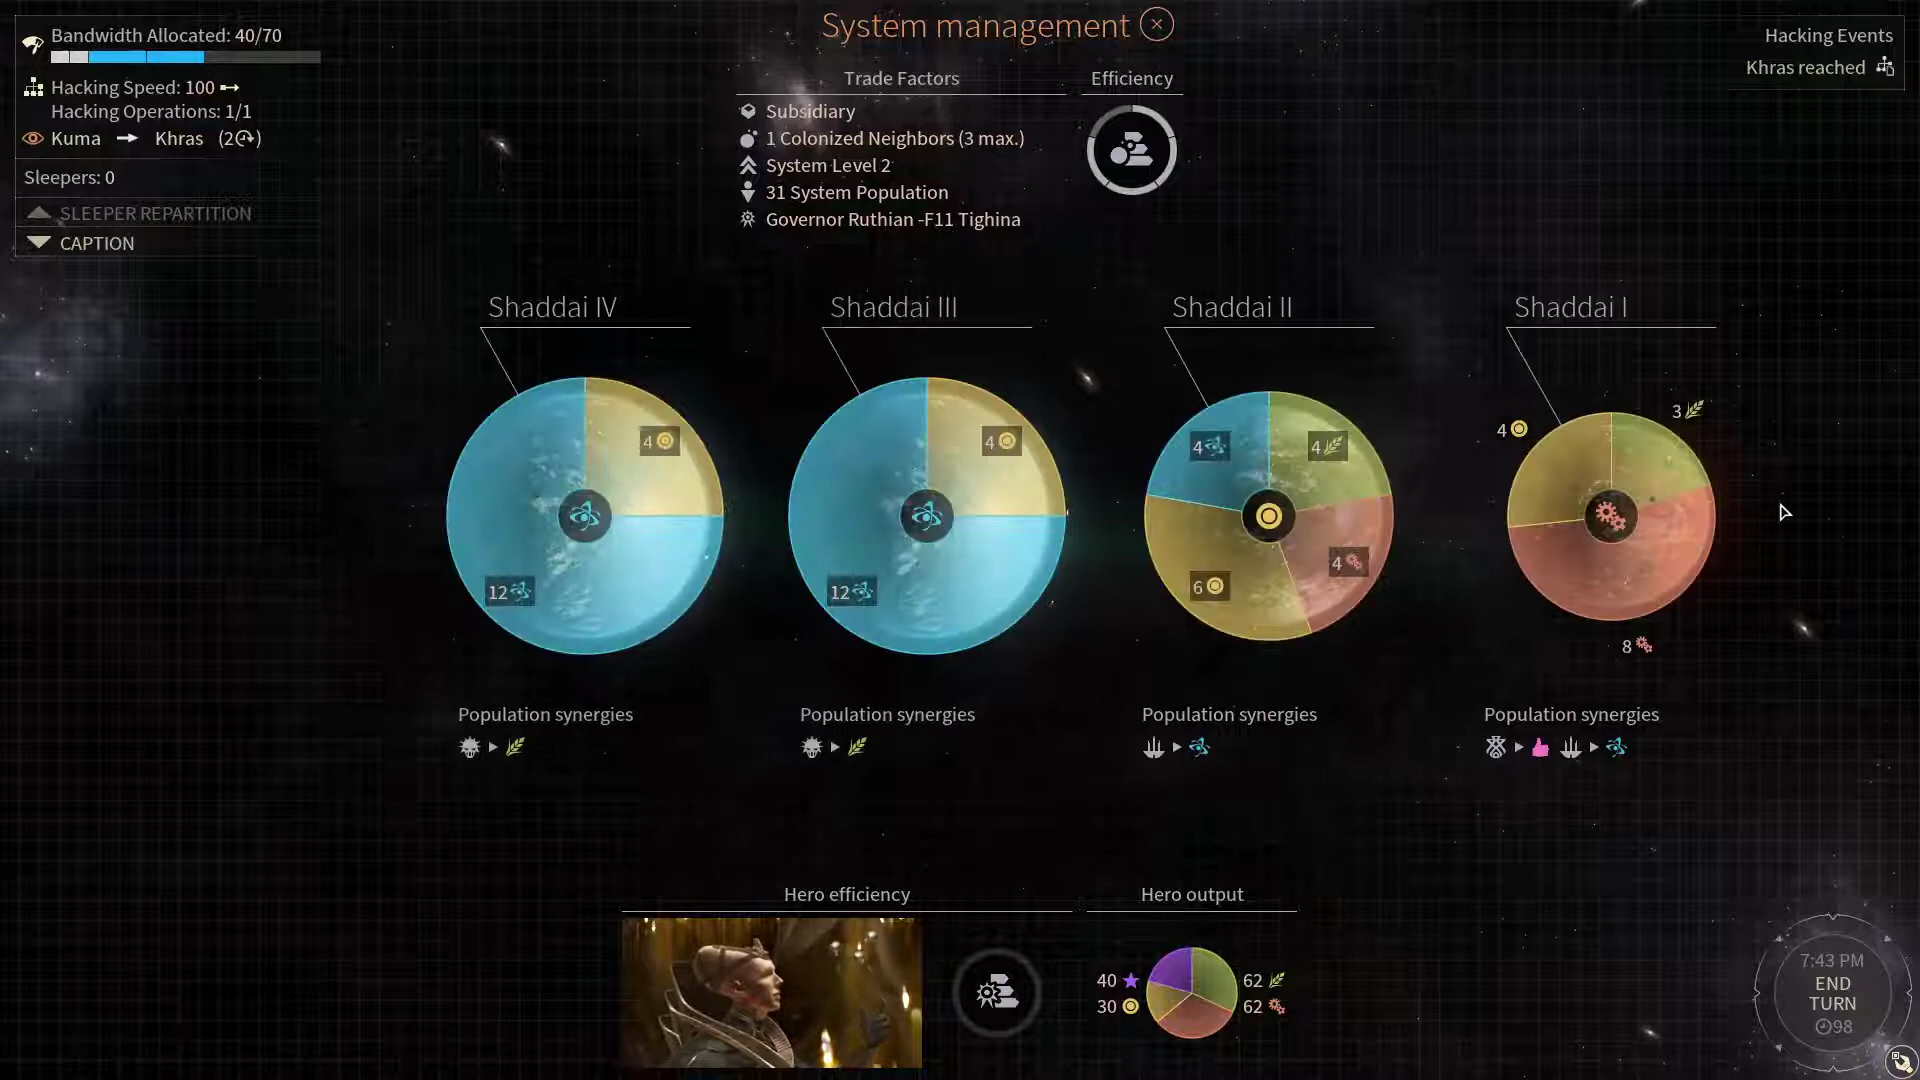 System management
Bandwidth Allocated: 40/70
Hacking Speed: 100
Hacking Operations: 1/1
Kuma Khras (2)
Sleepers: 0
SLEEPER REPARTITION
CAPTION
Trade Factors
Efficiency
Subsidiary
1 Colonized Neighbors (3 max.)
System Level 2
31 System Population
Governor Ruthian -F11 Tighina
Hacking Events
Khras reached
Shaddai IV
4
12
Population synergies
Shaddai III
4
12
Population synergies
Shaddai II
4
4
4
6
Population synergies
Shaddai I
3
4
8
Population synergies
Hero efficiency
Hero output
40
62
30
62
7:43 PM
END
TURN
98